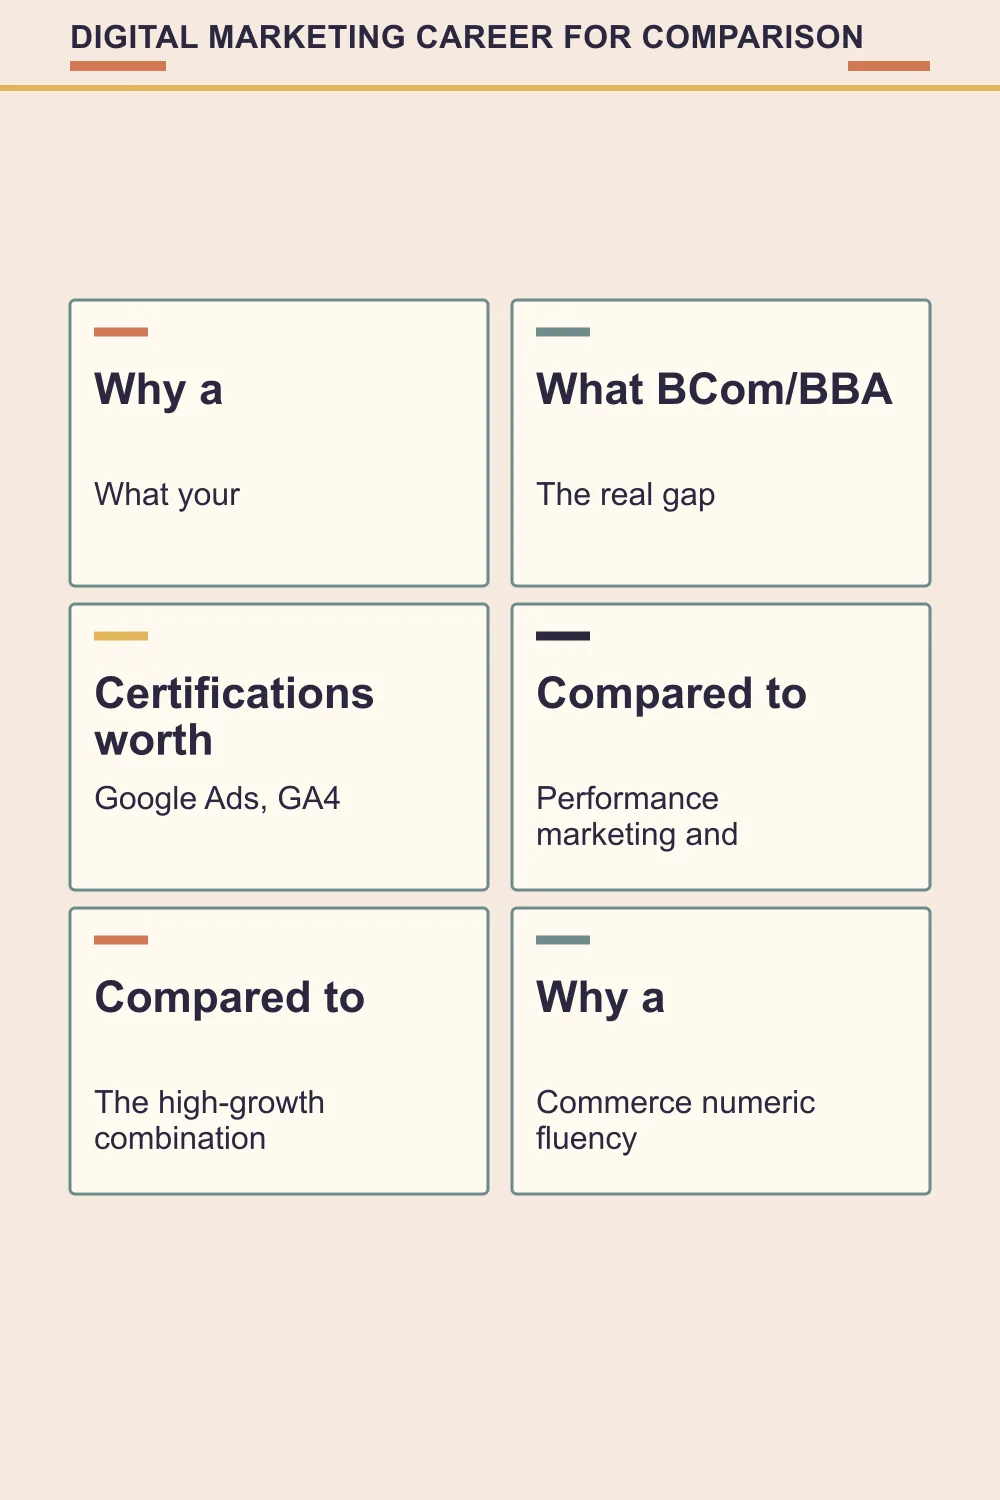 DIGITAL MARKETING CAREER FOR COMPARISON
Why a
What your
What BCom/BBA
The real gap
Certifications
worth
Google Ads, GA4
Compared to
Performance
marketing and
Compared to
The high-growth
combination
Why a
Commerce numeric
fluency